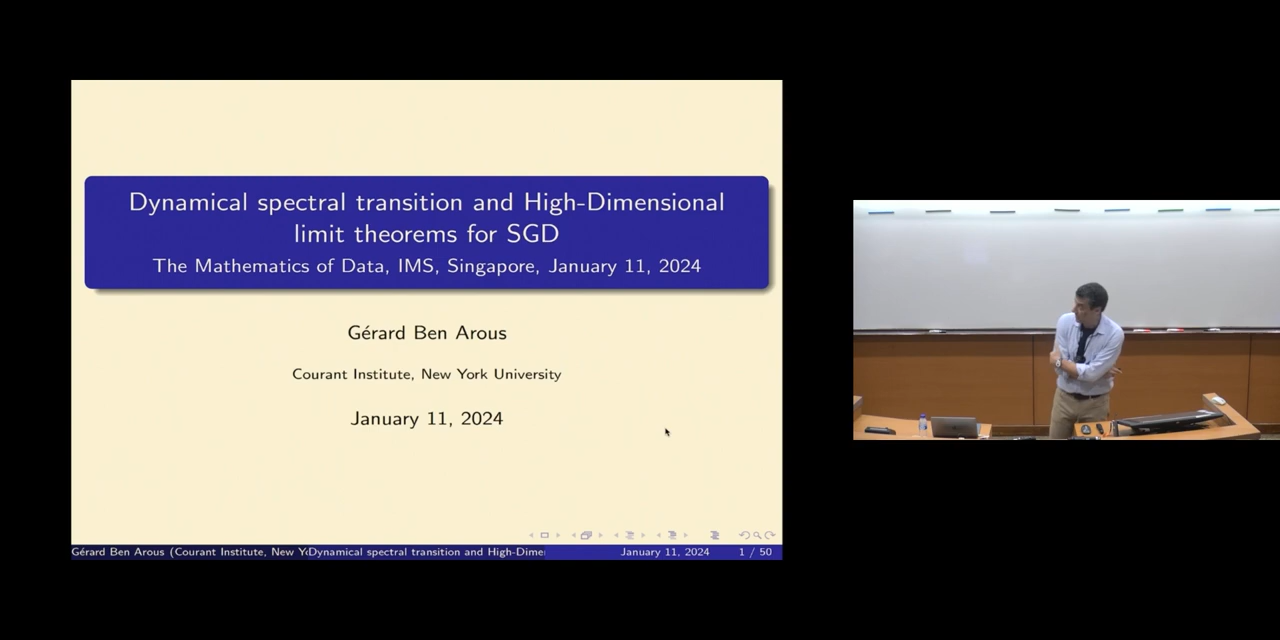 Dynamical spectral transition and High-Dimensional
limit theorems for SGD
The Mathematics of Data, IMS, Singapore, January 11, 2024
Gérard Ben Arous
Courant Institute, New York University
January 11, 2024
Gérard Ben Arous (Courant Institute, New Yo Dynamical spectral transition and High-Dime January 11, 2024 1 / 50